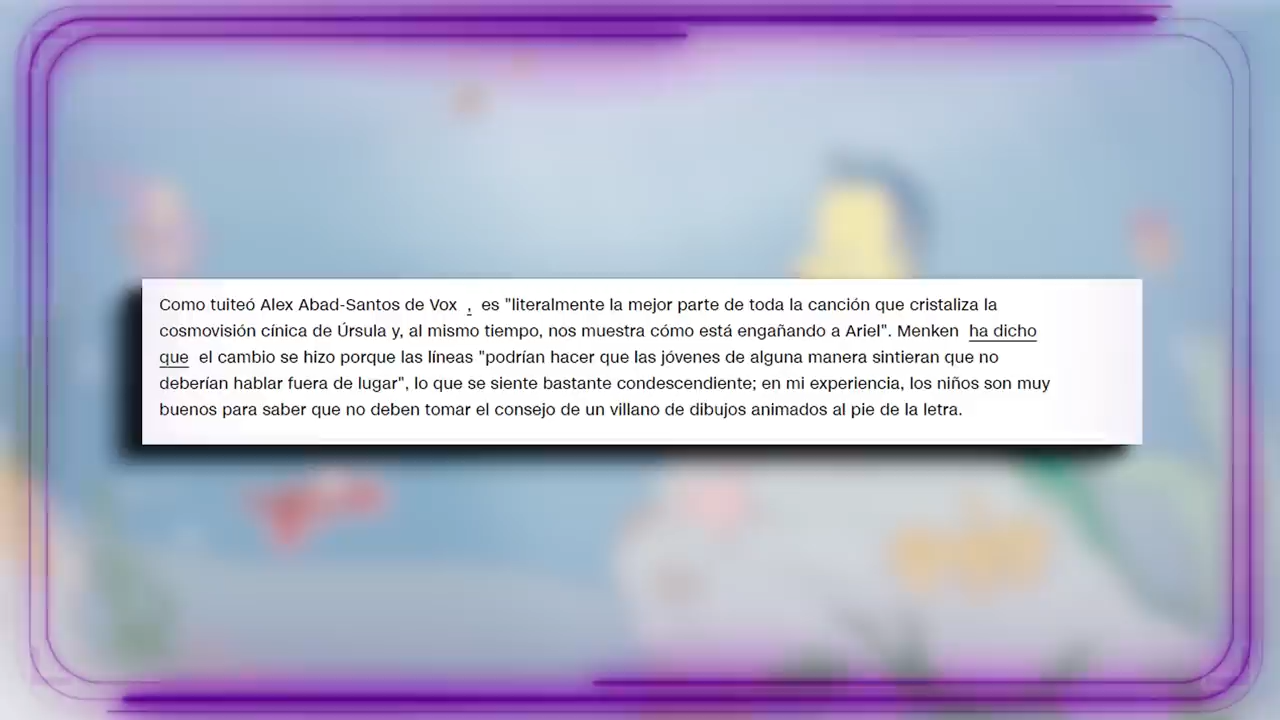 Como tuiteó Alex Abad-Santos de Vox , es "literalmente la mejor parte de toda la canción que cristaliza la
cosmovisión cínica de Úrsula y, al mismo tiempo, nos muestra cómo está engañando a Ariel". Menken ha dicho
que el cambio se hizo porque las líneas "podrían hacer que las jóvenes de alguna manera sintieran que no
deberían hablar fuera de lugar", lo que se siente bastante condescendiente; en mi experiencia, los niños son muy
buenos para saber que no deben tomar el consejo de un villano de dibujos animados al pie de la letra.